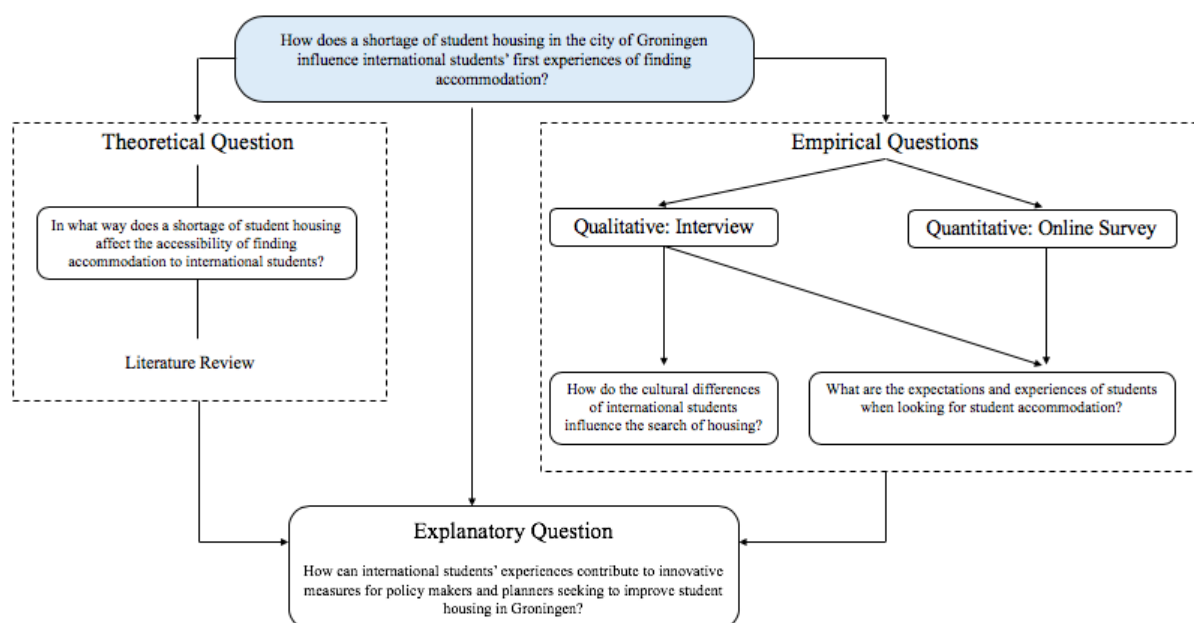 How does a shortage of student housing in the city of Groningen
influence international students' first experiences of finding
accommodation?
Theoretical Question
In what way does a shortage of student housing
affect the accessibility of finding
accommodation to international students?
Literature Review
Empirical Questions
Qualitative: Interview
Quantitative: Online Survey
How do the cultural differences
of international students
influence the search of housing?
What are the expectations and experiences of students
when looking for student accommodation?
Explanatory Question
How can international students' experiences contribute to innovative
measures for policy makers and planners seeking to improve student
housing in Groningen?